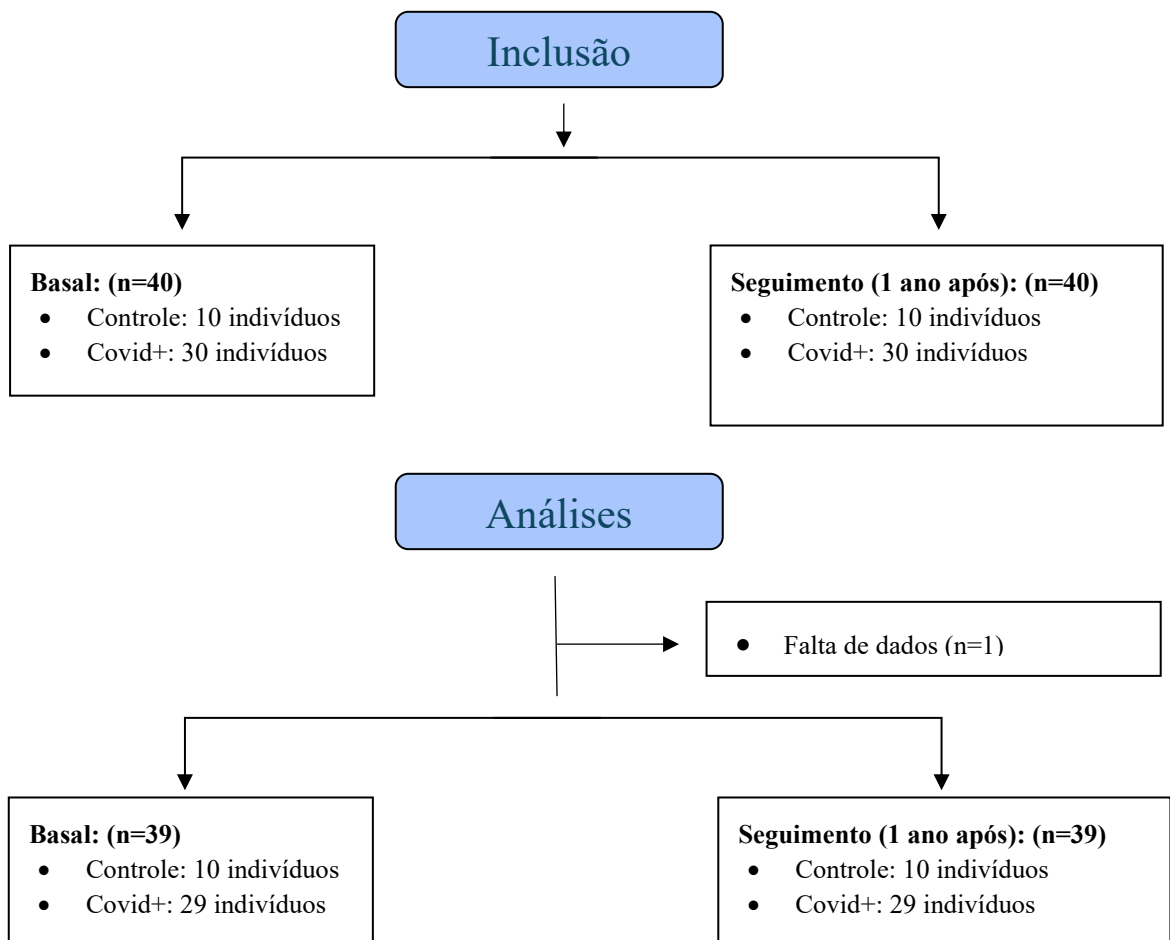 Inclusão
Basal: (n=40)
• Controle: 10 indivíduos
• Covid+: 30 indivíduos
Seguimento (1 ano após): (n=40)
• Controle: 10 indivíduos
• Covid+: 30 indivíduos
Análises
• Falta de dados (n=1)
Basal: (n=39)
• Controle: 10 indivíduos
• Covid+: 29 indivíduos
Seguimento (1 ano após): (n=39)
• Controle: 10 indivíduos
• Covid+: 29 indivíduos